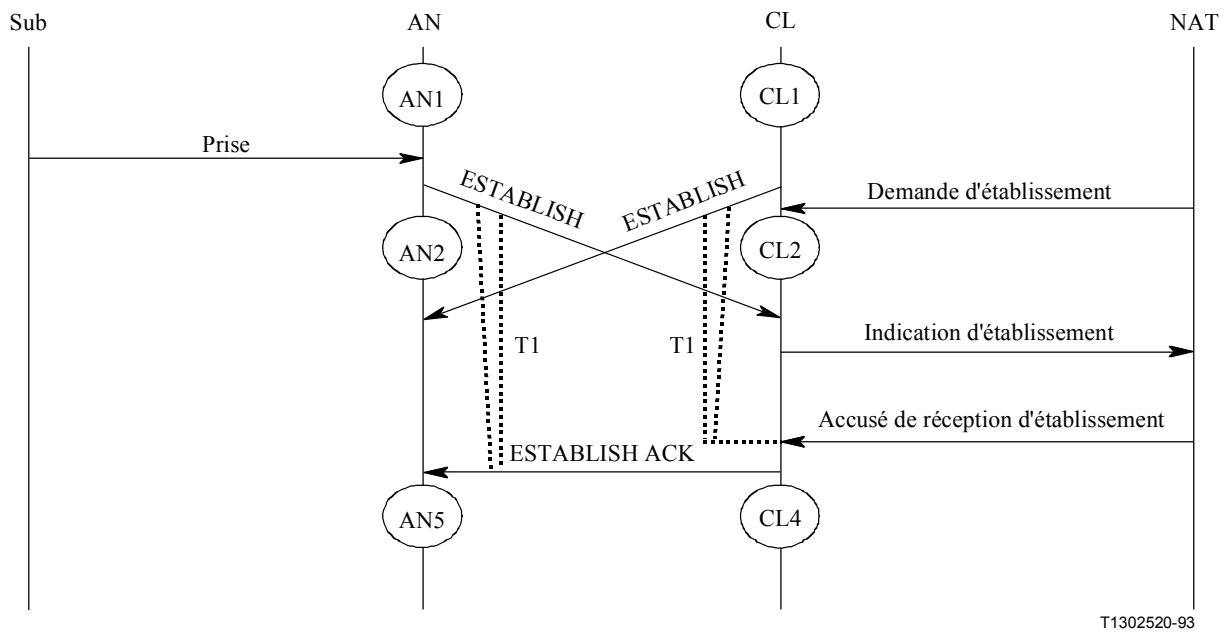 Sub
AN
CL
NAT
AN1
CL1
Prise
ESTABLISH
ESTABLISH
Demande d'établissement
AN2
CL2
T1
T1
Indication d'établissement
Accusé de réception d'établissement
ESTABLISH ACK
AN5
CL4
T1302520-93